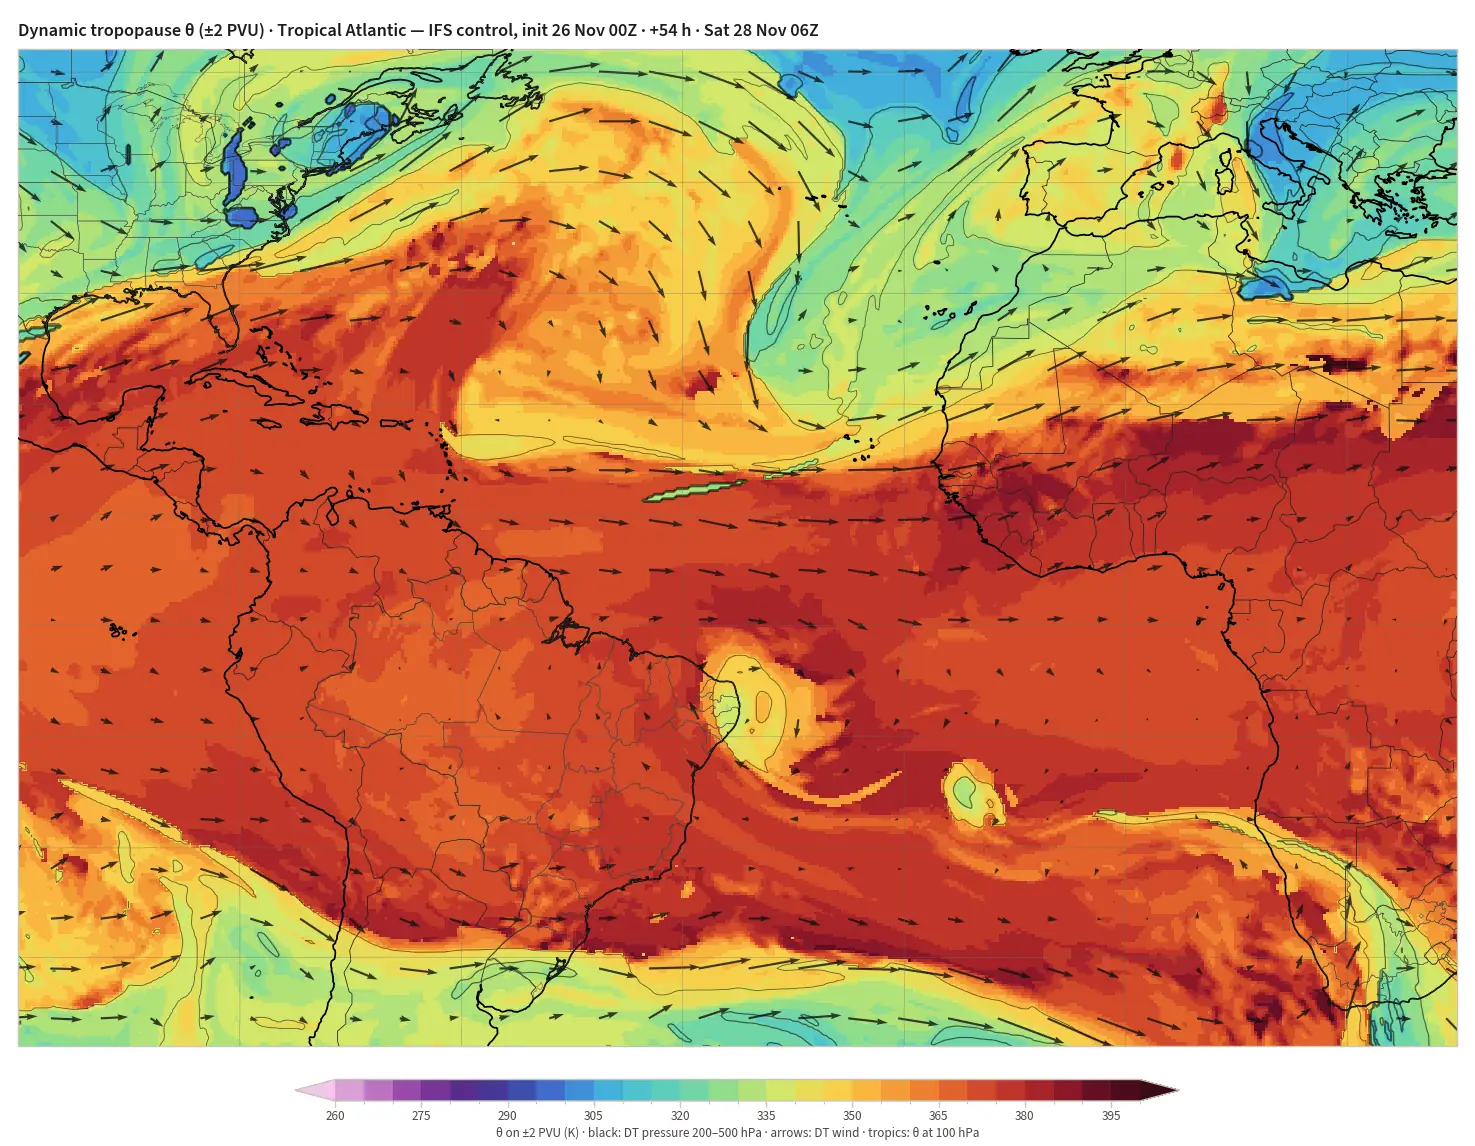 Dynamic tropopause θ (±2 PVU) · Tropical Atlantic — IFS control, init 26 Nov 00Z · +54 h · Sat 28 Nov 06Z
260 275 290 305 320 335 350 365 380 395
θ on ±2 PVU (K) · black: DT pressure 200–500 hPa · arrows: DT wind · tropics: θ at 100 hPa